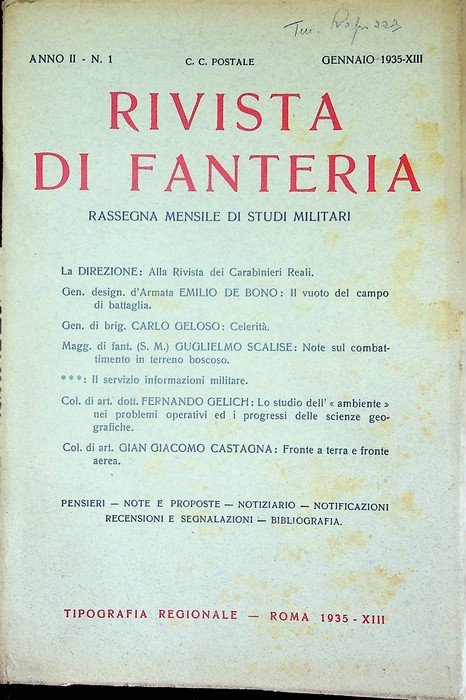 ANNO II - N. 1
C. C. POSTALE
GENNAIO 1935-XIII
RIVISTA
DI FANTERIA
RASSEGNA MENSILE DI STUDI MILITARI
La DIREZIONE: Alla Rivista dei Carabinieri Reali.
Gen. design. d'Armata EMILIO DE BONO: Il vuoto del campo
di battaglia.
Gen. di brig. CARLO GELOSO: Celerità.
Magg. di fant. (S. M.) GUGLIELMO SCALISE: Note sul combat-
timento in terreno boscoso.
***: Il servizio informazioni militare.
Col. di art. dott. FERNANDO GELICH: Lo studio dell' « ambiente »
nei problemi operativi ed i progressi delle scienze geo-
grafiche.
Col. di art. GIAN GIACOMO CASTAGNA: Fronte a terra e fronte
aerea.
PENSIERI — NOTE E PROPOSTE — NOTIZIARIO — NOTIFICAZIONI
RECENSIONI E SEGNALAZIONI — BIBLIOGRAFIA.
TIPOGRAFIA REGIONALE — ROMA 1935 - XIII